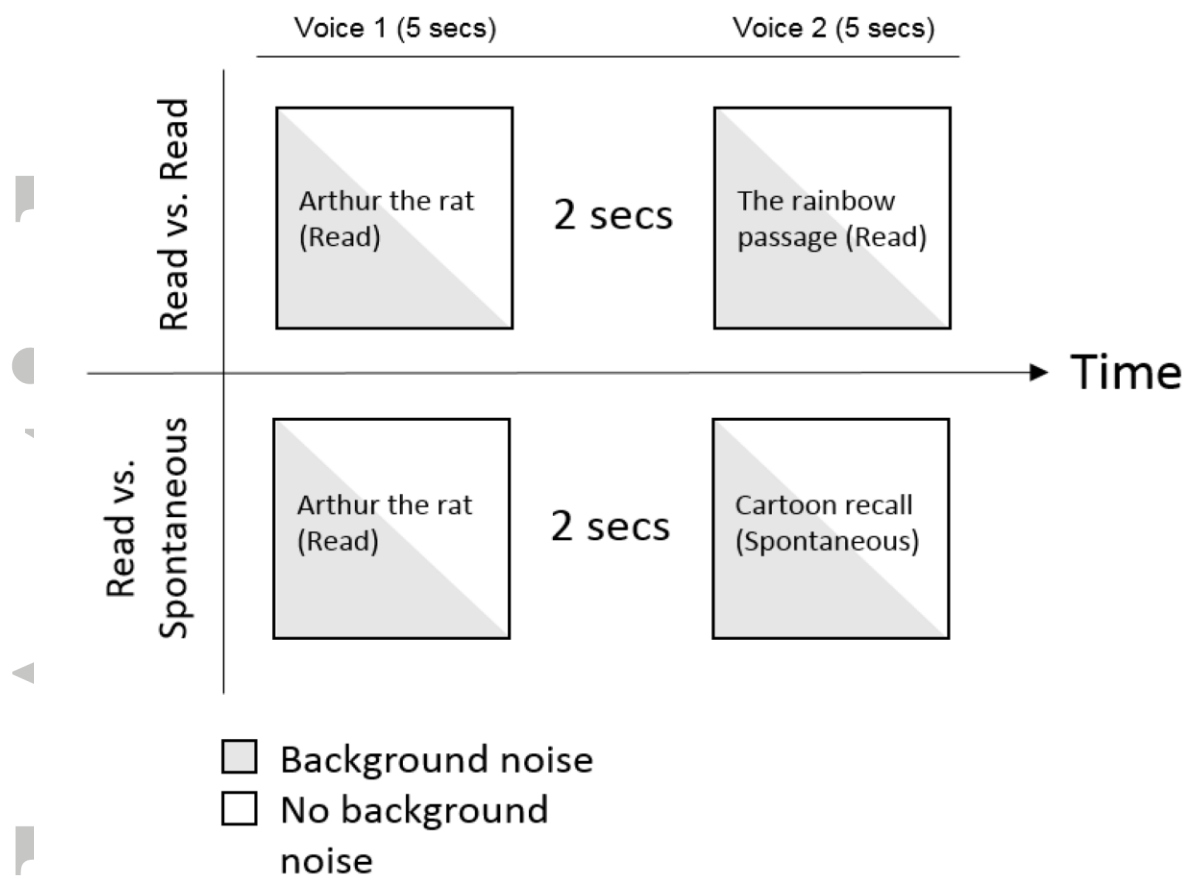 Voice 1 (5 secs)
Voice 2 (5 secs)
Read vs. Read
Arthur the rat
(Read)
2 secs
The rainbow
passage (Read)
Time
Read vs.
Spontaneous
Arthur the rat
(Read)
2 secs
Cartoon recall
(Spontaneous)
Background noise
No background
noise